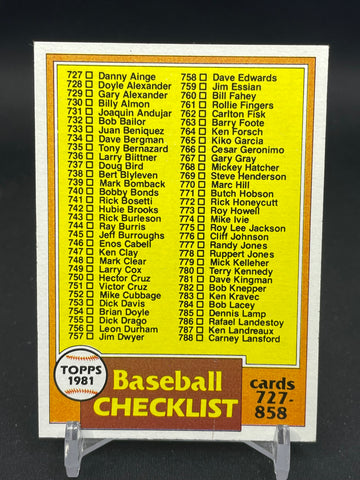 727 Danny Ainge
728 Doyle Alexander
729 Gary Alexander
730 Billy Almon
731 Joaquin Andujar
732 Bob Bailor
733 Juan Beniquez
734 Dave Bergman
735 Tony Bernazard
736 Larry Biittner
737 Doug Bird
738 Bert Blyleven
739 Mark Bomback
740 Bobby Bonds
741 Rick Bosetti
742 Hubie Brooks
743 Rick Burleson
744 Ray Burris
745 Jeff Burroughs
746 Enos Cabell
747 Ken Clay
748 Mark Clear
749 Larry Cox
750 Hector Cruz
751 Victor Cruz
752 Mike Cubbage
753 Dick Davis
754 Brian Doyle
755 Dick Drago
756 Leon Durham
757 Jim Dwyer
758 Dave Edwards
759 Jim Essian
760 Bill Fahey
761 Rollie Fingers
762 Carlton Fisk
763 Barry Foote
764 Ken Forsch
765 Kiko Garcia
766 Cesar Geronimo
767 Gary Gray
768 Mickey Hatcher
769 Steve Henderson
770 Marc Hill
771 Butch Hobson
772 Rick Honeycutt
773 Roy Howell
774 Mike Ivie
775 Roy Lee Jackson
776 Cliff Johnson
777 Randy Jones
778 Ruppert Jones
779 Mick Kelleher
780 Terry Kennedy
781 Dave Kingman
782 Bob Knepper
783 Ken Kravec
784 Bob Lacey
785 Dennis Lamp
786 Rafael Landestoy
787 Ken Landreaux
788 Carney Lansford
TOPPS
1981
Baseball
CHECKLIST
cards
727-
858